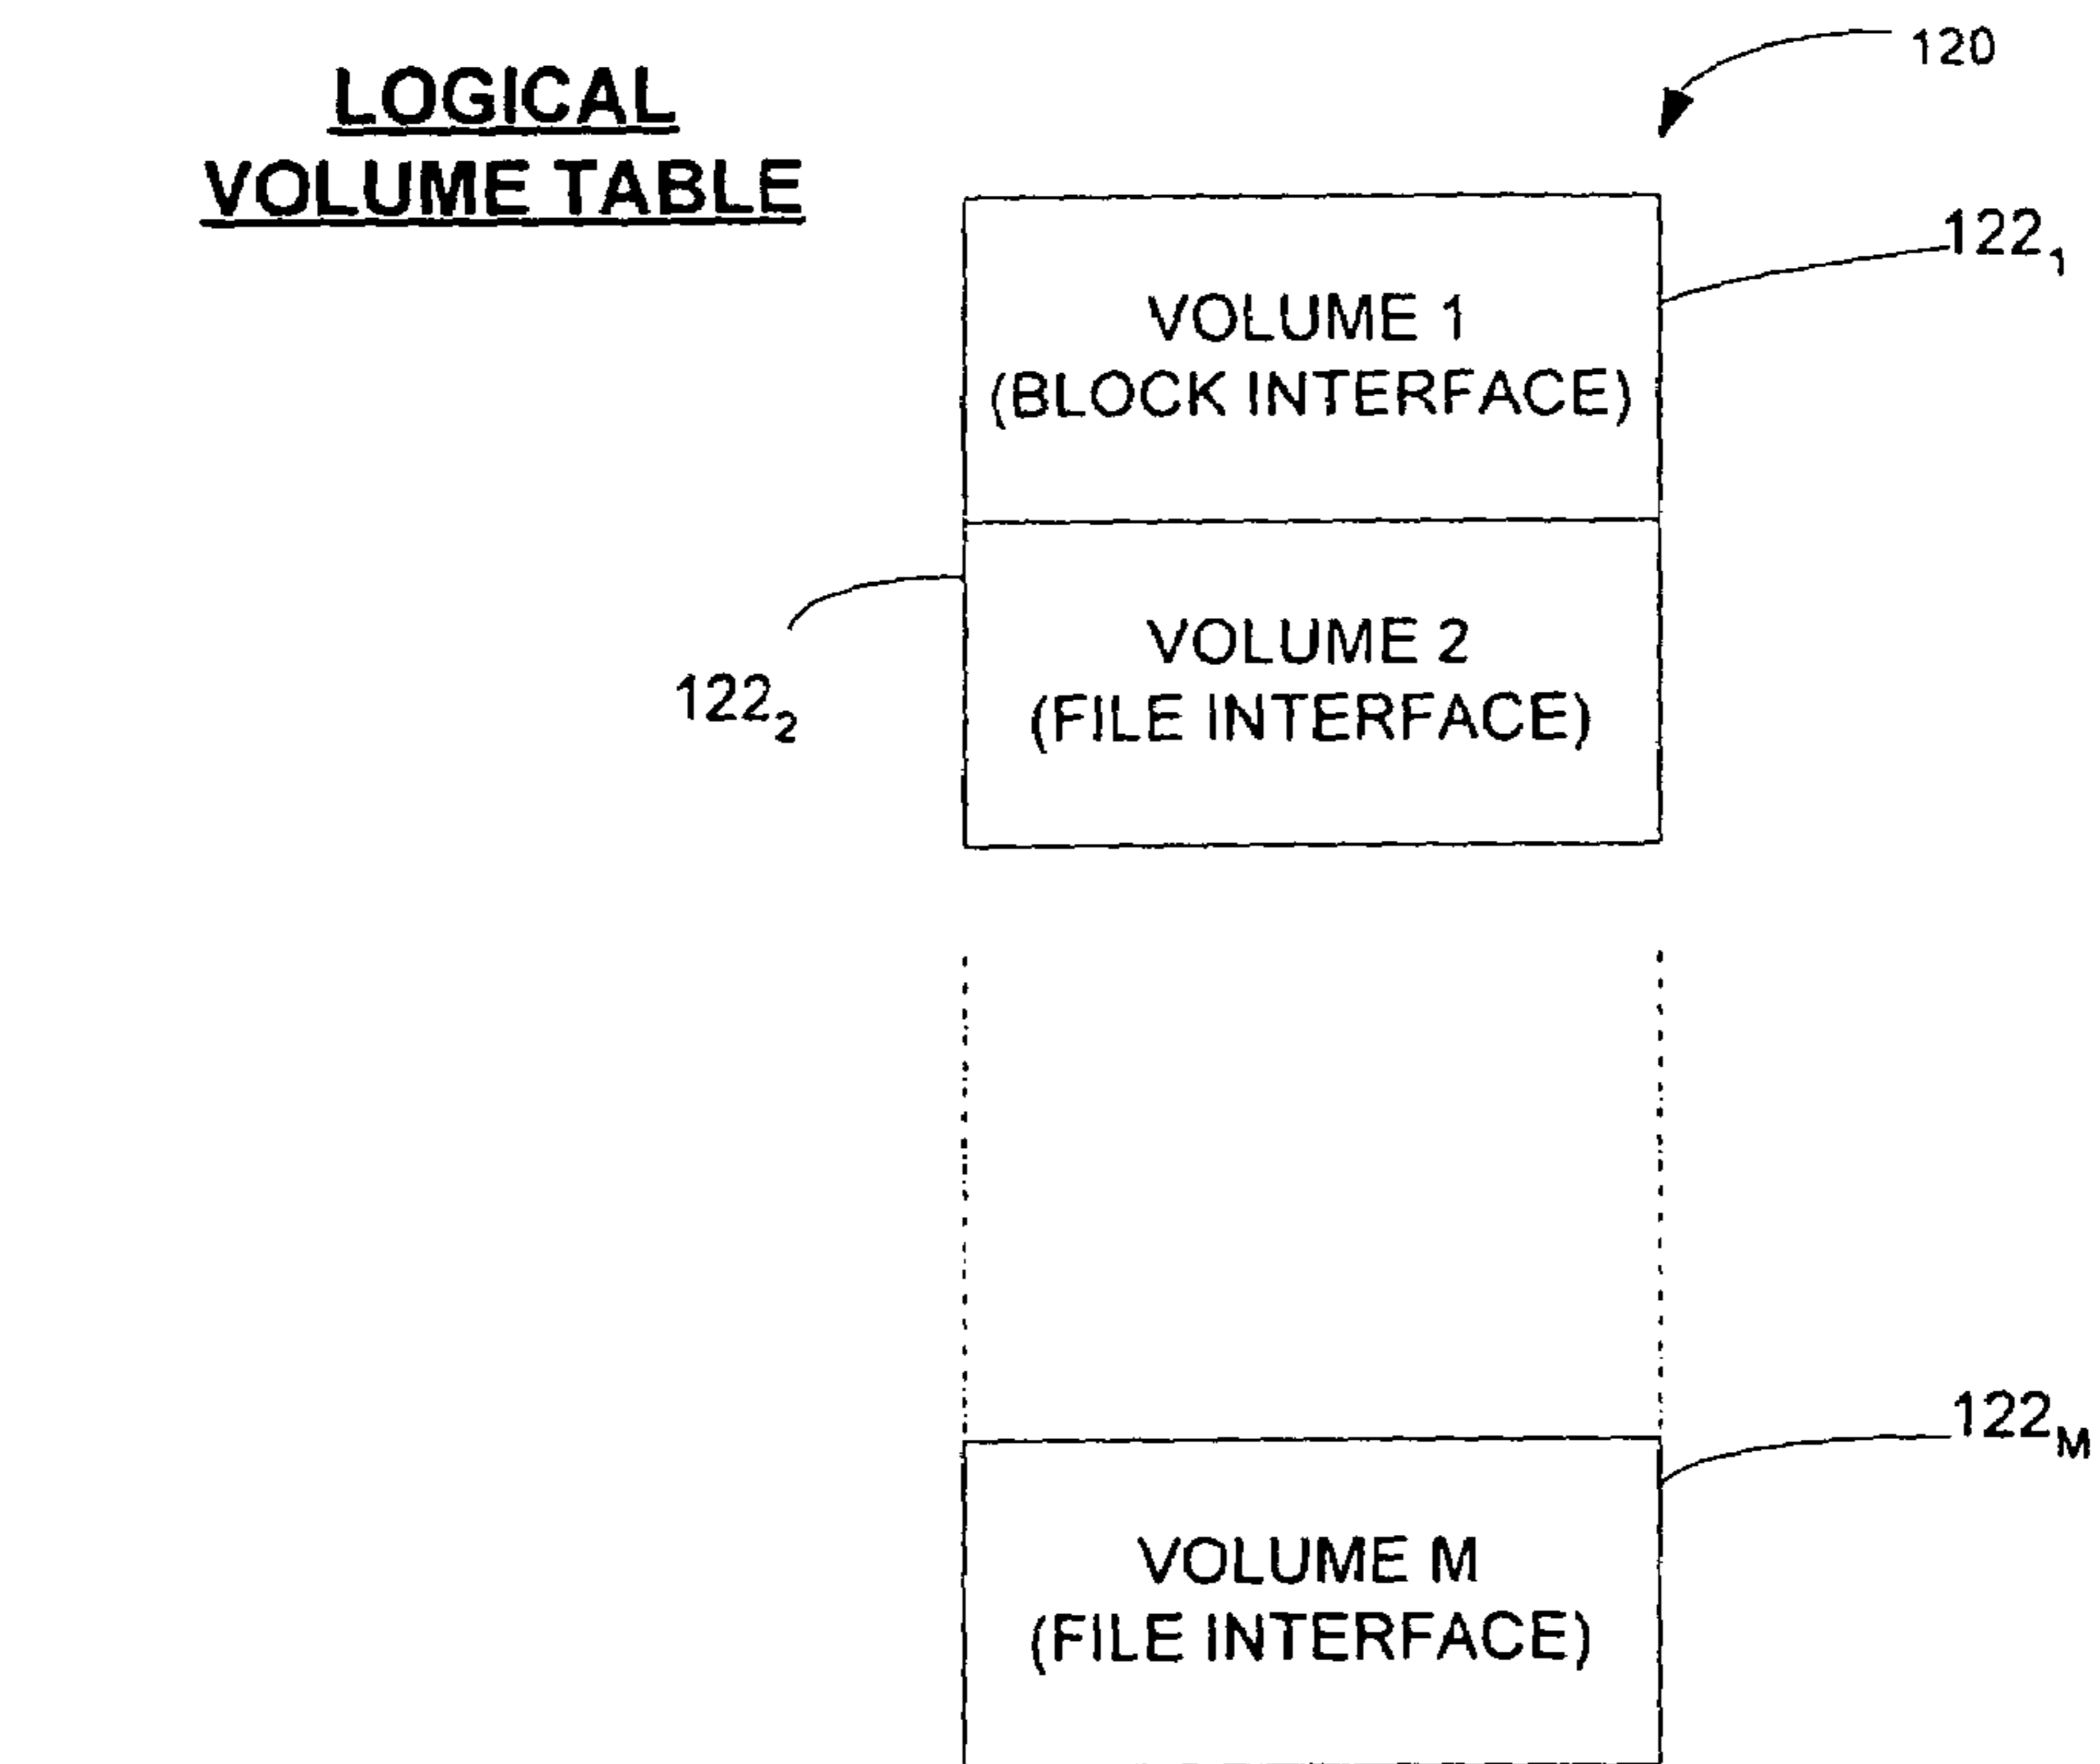 LOGICAL
VOLUME TABLE
120
122₁
VOLUME 1
(BLOCK INTERFACE)
VOLUME 2
(FILE INTERFACE)
122₂
122ₘ
VOLUME M
(FILE INTERFACE)